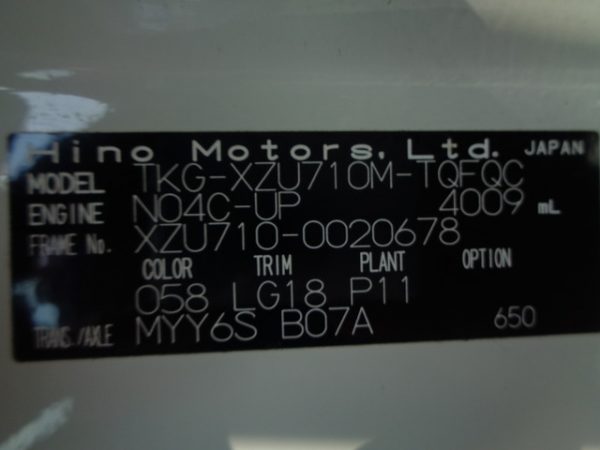 Hino Motors, Ltd. JAPAN
MODEL TKG-XZU710M-TQFQC
ENGINE N04C-UP 4009 mL
FRAME No. XZU710-0020678
COLOR TRIM PLANT OPTION
058 LG18 P11
TRANS./AXLE MYY6S B07A 650